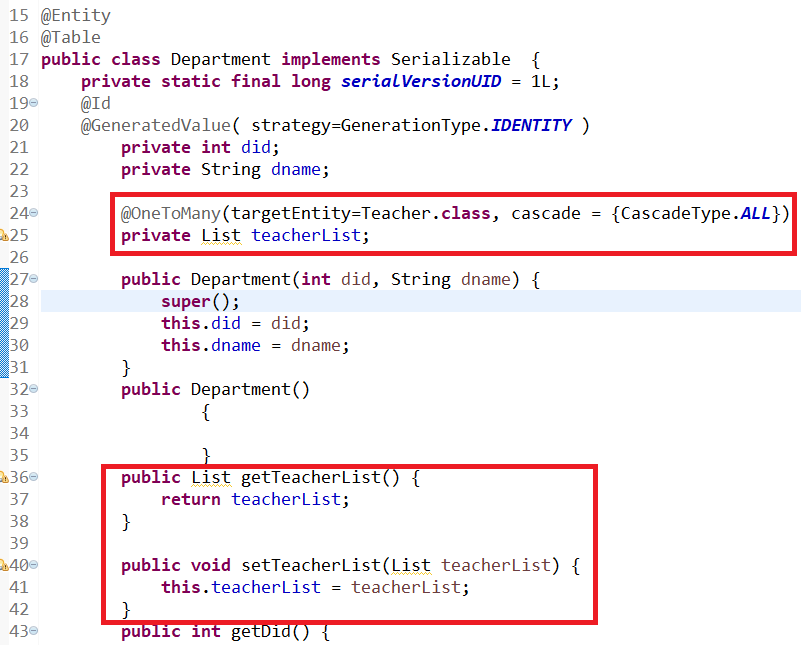 15 @Entity
16 @Table
17 public class Department implements Serializable  {
18     private static final long serialVersionUID = 1L;
19     @Id
20     @GeneratedValue( strategy=GenerationType.IDENTITY )
21         private int did;
22         private String dname;
23
24         @OneToMany(targetEntity=Teacher.class, cascade = {CascadeType.ALL})
25         private List teacherList;
26
27         public Department(int did, String dname) {
28             super();
29             this.did = did;
30             this.dname = dname;
31         }
32         public Department()
33                 {
34
35                 }
36         public List getTeacherList() {
37             return teacherList;
38         }
39
40         public void setTeacherList(List teacherList) {
41             this.teacherList = teacherList;
42         }
43         public int getDid() {